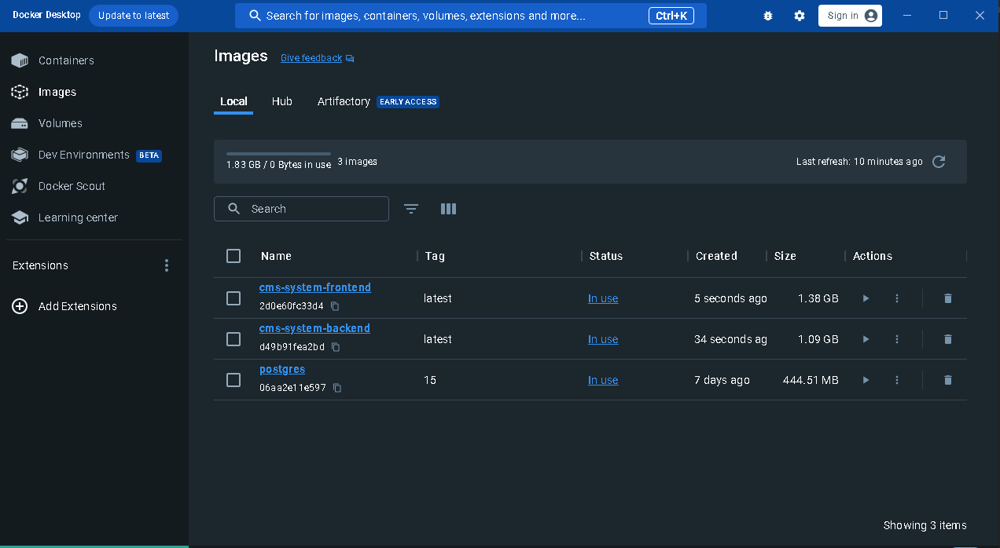 Docker Desktop Update to latest Search for images, containers, volumes, extensions and more... Ctrl+K Sign in
Containers
Images
Volumes
Dev Environments BETA
Docker Scout
Learning center
Extensions
Add Extensions
Images Give feedback
Local Hub Artifactory EARLY ACCESS
1.83 GB / 0 Bytes in use 3 images Last refresh: 10 minutes ago
Search
Name Tag Status Created Size Actions
cms-system-frontend
2d0e60fc33d4 latest In use 5 seconds ago 1.38 GB
cms-system-backend
d49b91fea2bd latest In use 34 seconds ag 1.09 GB
postgres
06aa2e11e597 15 In use 7 days ago 444.51 MB
Showing 3 items